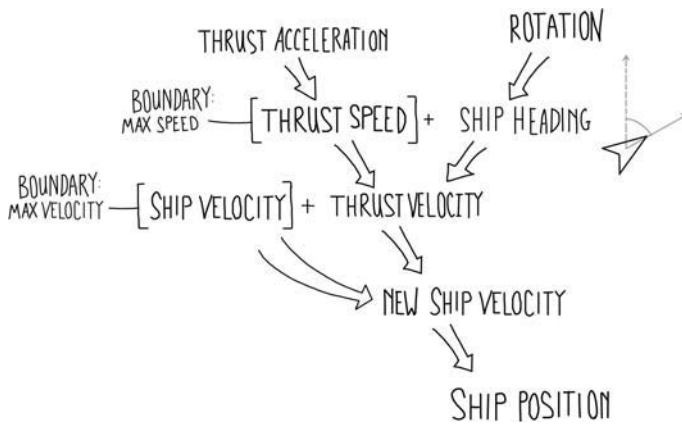 THRUST ACCELERATION
ROTATION
BOUNDARY:
MAX SPEED
[THRUST SPEED] + SHIP HEADING
BOUNDARY:
MAX VELOCITY
[SHIP VELOCITY] + THRUST VELOCITY
NEW SHIP VELOCITY
SHIP POSITION